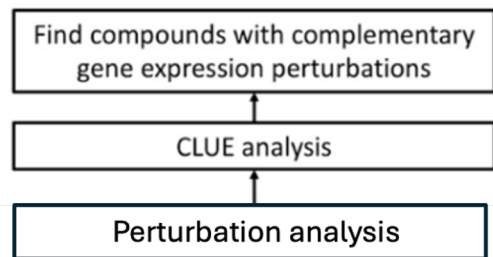 Find compounds with complementary
gene expression perturbations
CLUE analysis
Perturbation analysis